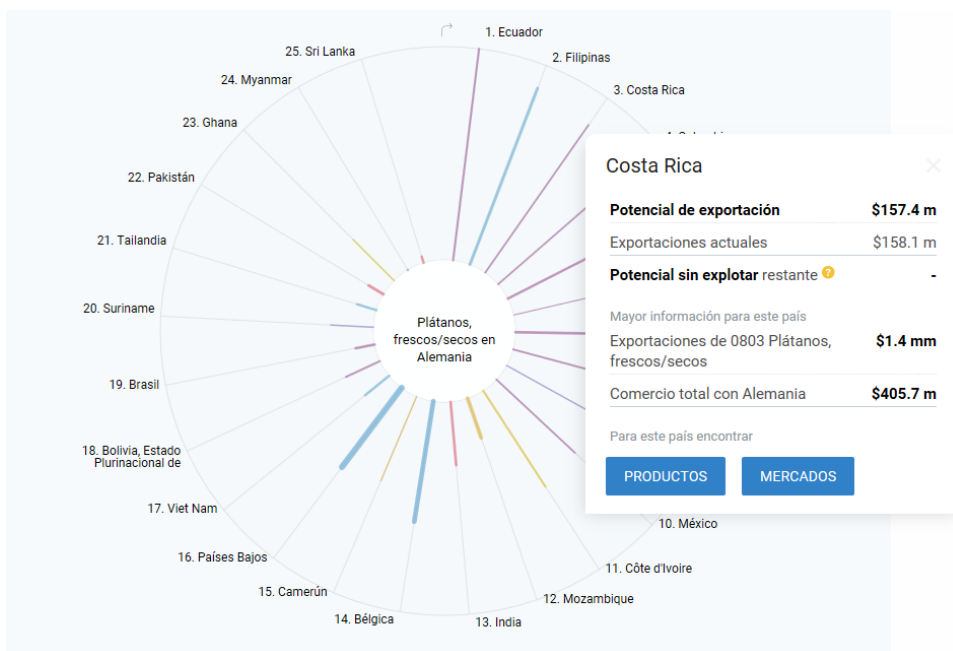 1. Ecuador
2. Filipinas
3. Costa Rica
10. México
11. Côte d'Ivoire
12. Mozambique
13. India
14. Bélgica
15. Camerún
16. Países Bajos
17. Viet Nam
18. Bolivia, Estado
Plurinacional de
19. Brasil
20. Suriname
21. Tailandia
22. Pakistán
23. Ghana
24. Myanmar
25. Sri Lanka
Plátanos,
frescos/secos en
Alemania
Costa Rica
Potencial de exportación $157.4 m
Exportaciones actuales $158.1 m
Potencial sin explotar restante ? -
Mayor información para este país
Exportaciones de 0803 Plátanos, $1.4 mm
frescos/secos
Comercio total con Alemania $405.7 m
Para este país encontrar
PRODUCTOS MERCADOS